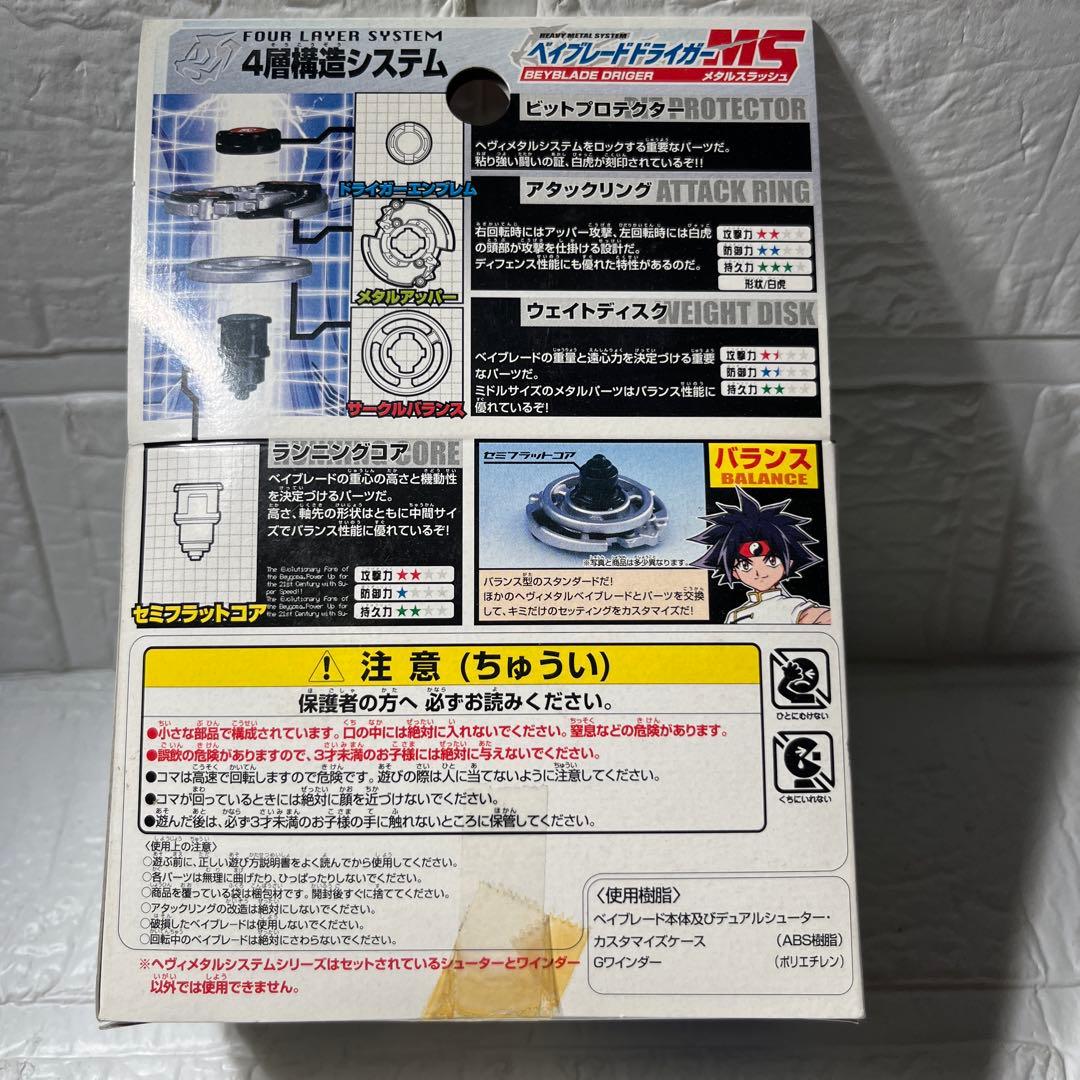 FOUR LAYER SYSTEM
4層構造システム
HEAVY METAL SYSTEM
ベイブレードドライガーMS
BEYBLADE DRIGER メタルスラッシュ
ビットプロテクター PROTECTOR
ヘヴィメタルシステムをロックする重要なパーツだ。
粘り強い闘いの証、白虎が刻印されているぞ!!
ドライガーエンブレム
アタックリング ATTACK RING
右回転時にはアッパー攻撃、左回転時には白虎
の頭部が攻撃を仕掛ける設計だ。
ディフェンス性能にも優れた特性があるのだ。
攻撃力 ★★
防御力 ★★
持久力 ★★★
形状/白虎
メタルアッパー
ウェイトディスク WEIGHT DISK
ベイブレードの重量と遠心力を決定づける重要
なパーツだ。
ミドルサイズのメタルパーツはバランス性能に
優れているぞ!
攻撃力 ★
防御力 ★
持久力 ★★
サークルバランス
ランニングコア CORE
ベイブレードの重心の高さと機動性
を決定づけるパーツだ。
高さ、軸先の形状はともに中間サイ
ズでバランス性能に優れているぞ!
The Evolutionary Form of
the Beygoma.Power Up for
the 21st Century with Su-
per Speed!!
The Evolutionary Form of
the Beygoma.Power Up for
the 21st Century with Su-
攻撃力 ★★
防御力 ★
持久力 ★★
セミフラットコア
セミフラットコア
※写真と商品は多少異なります。
バランス
BALANCE
バランス型のスタンダードだ!
ほかのヘヴィメタルベイブレードとパーツを交換
して、キミだけのセッティングをカスタマイズだ!
注意(ちゅうい)
保護者の方へ 必ずお読みください。
●小さな部品で構成されています。口の中には絶対に入れないでください。窒息などの危険があります。
●誤飲の危険がありますので、3才未満のお子様には絶対に与えないでください。
●コマは高速で回転しますので危険です。遊びの際は人に当てないように注意してください。
●コマが回っているときには絶対に顔を近づけないでください。
●遊んだ後は、必ず3才未満のお子様の手に触れないところに保管してください。
ひとにむけない
くちにいれない
〈使用上の注意〉
○遊ぶ前に、正しい遊び方説明書をよく読んでから使用してください。
○各パーツは無理に曲げたり、ひっぱったりしないでください。
○商品を覆っている袋は梱包材です。開封後すぐに捨ててください。
○アタックリングの改造は絶対にしないでください。
○破損したベイブレードは使用しないでください。
○回転中のベイブレードは絶対にさわらないでください。
※ヘヴィメタルシステムシリーズはセットされているシューターとワインダー
以外では使用できません。
〈使用樹脂〉
ベイブレード本体及びデュアルシューター・
カスタマイズケース (ABS樹脂)
Gワインダー (ポリエチレン)